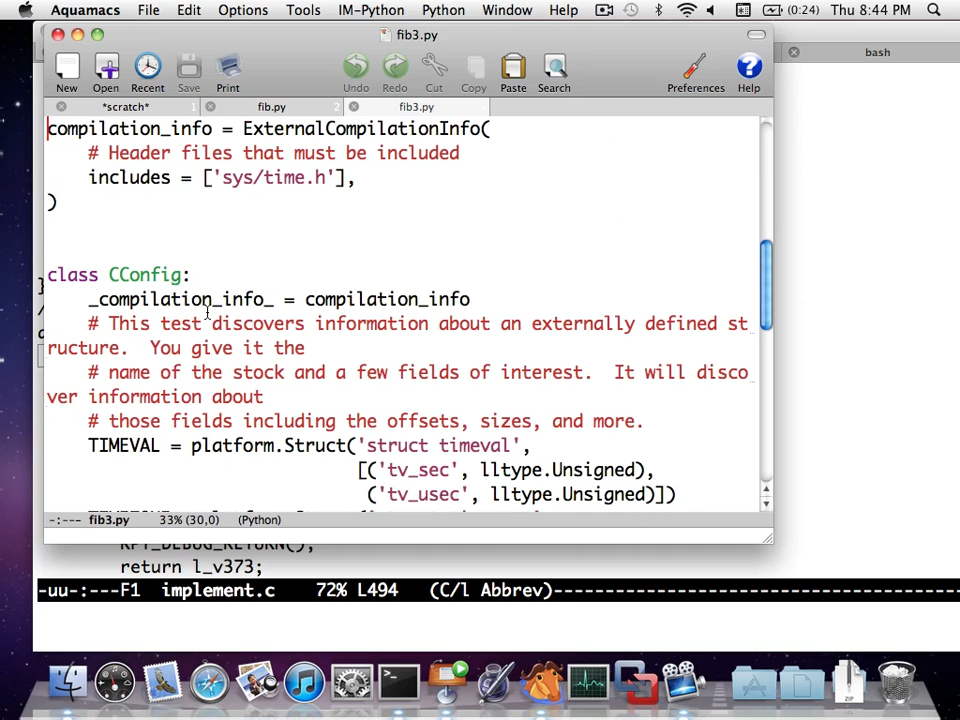 Aquamacs File Edit Options Tools IM-Python Python Window Help (0:24) Thu 8:44 PM
fib3.py
bash
New Open Recent Save Print Undo Redo Cut Copy Paste Search Preferences Help
*scratch* 1 fib.py 2 fib3.py
compilation_info = ExternalCompilationInfo(
# Header files that must be included
includes = ['sys/time.h'],
)
class CConfig:
_compilation_info_ = compilation_info
# This test discovers information about an externally defined st
ructure.  You give it the
# name of the stock and a few fields of interest.  It will disco
ver information about
# those fields including the offsets, sizes, and more.
TIMEVAL = platform.Struct('struct timeval',
[('tv_sec', lltype.Unsigned),
('tv_usec', lltype.Unsigned)])
-:--- fib3.py 33% (30,0) (Python)
RPY_DEBUG_RETURN();
return l_v373;
-uu-:---F1 implement.c 72% L494 (C/l Abbrev)------------------------------
ZIP